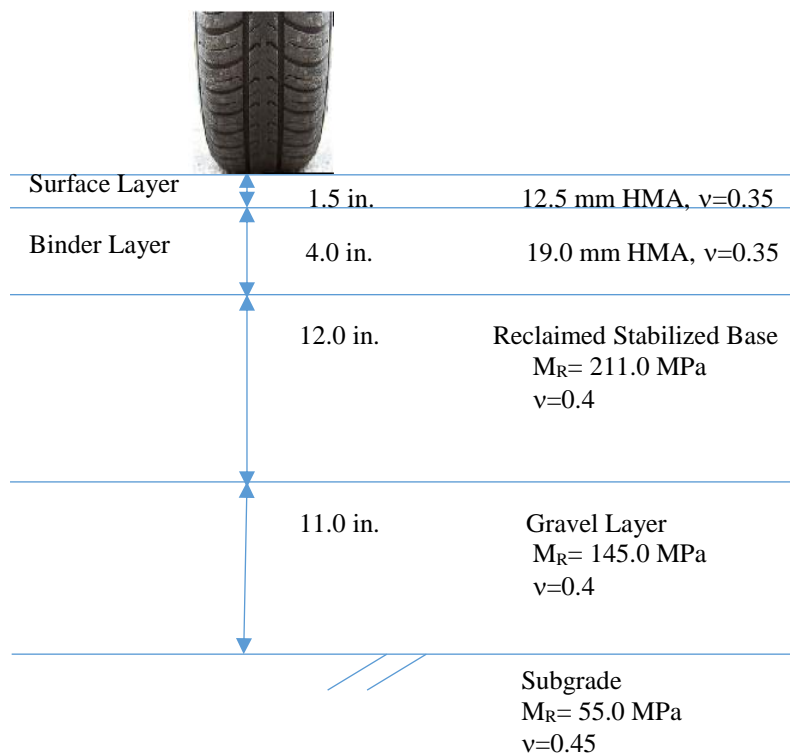 Surface Layer
1.5 in.
12.5 mm HMA, ν=0.35
Binder Layer
4.0 in.
19.0 mm HMA, ν=0.35
12.0 in.
Reclaimed Stabilized Base
MR= 211.0 MPa
ν=0.4
11.0 in.
Gravel Layer
MR= 145.0 MPa
ν=0.4
Subgrade
MR= 55.0 MPa
ν=0.45